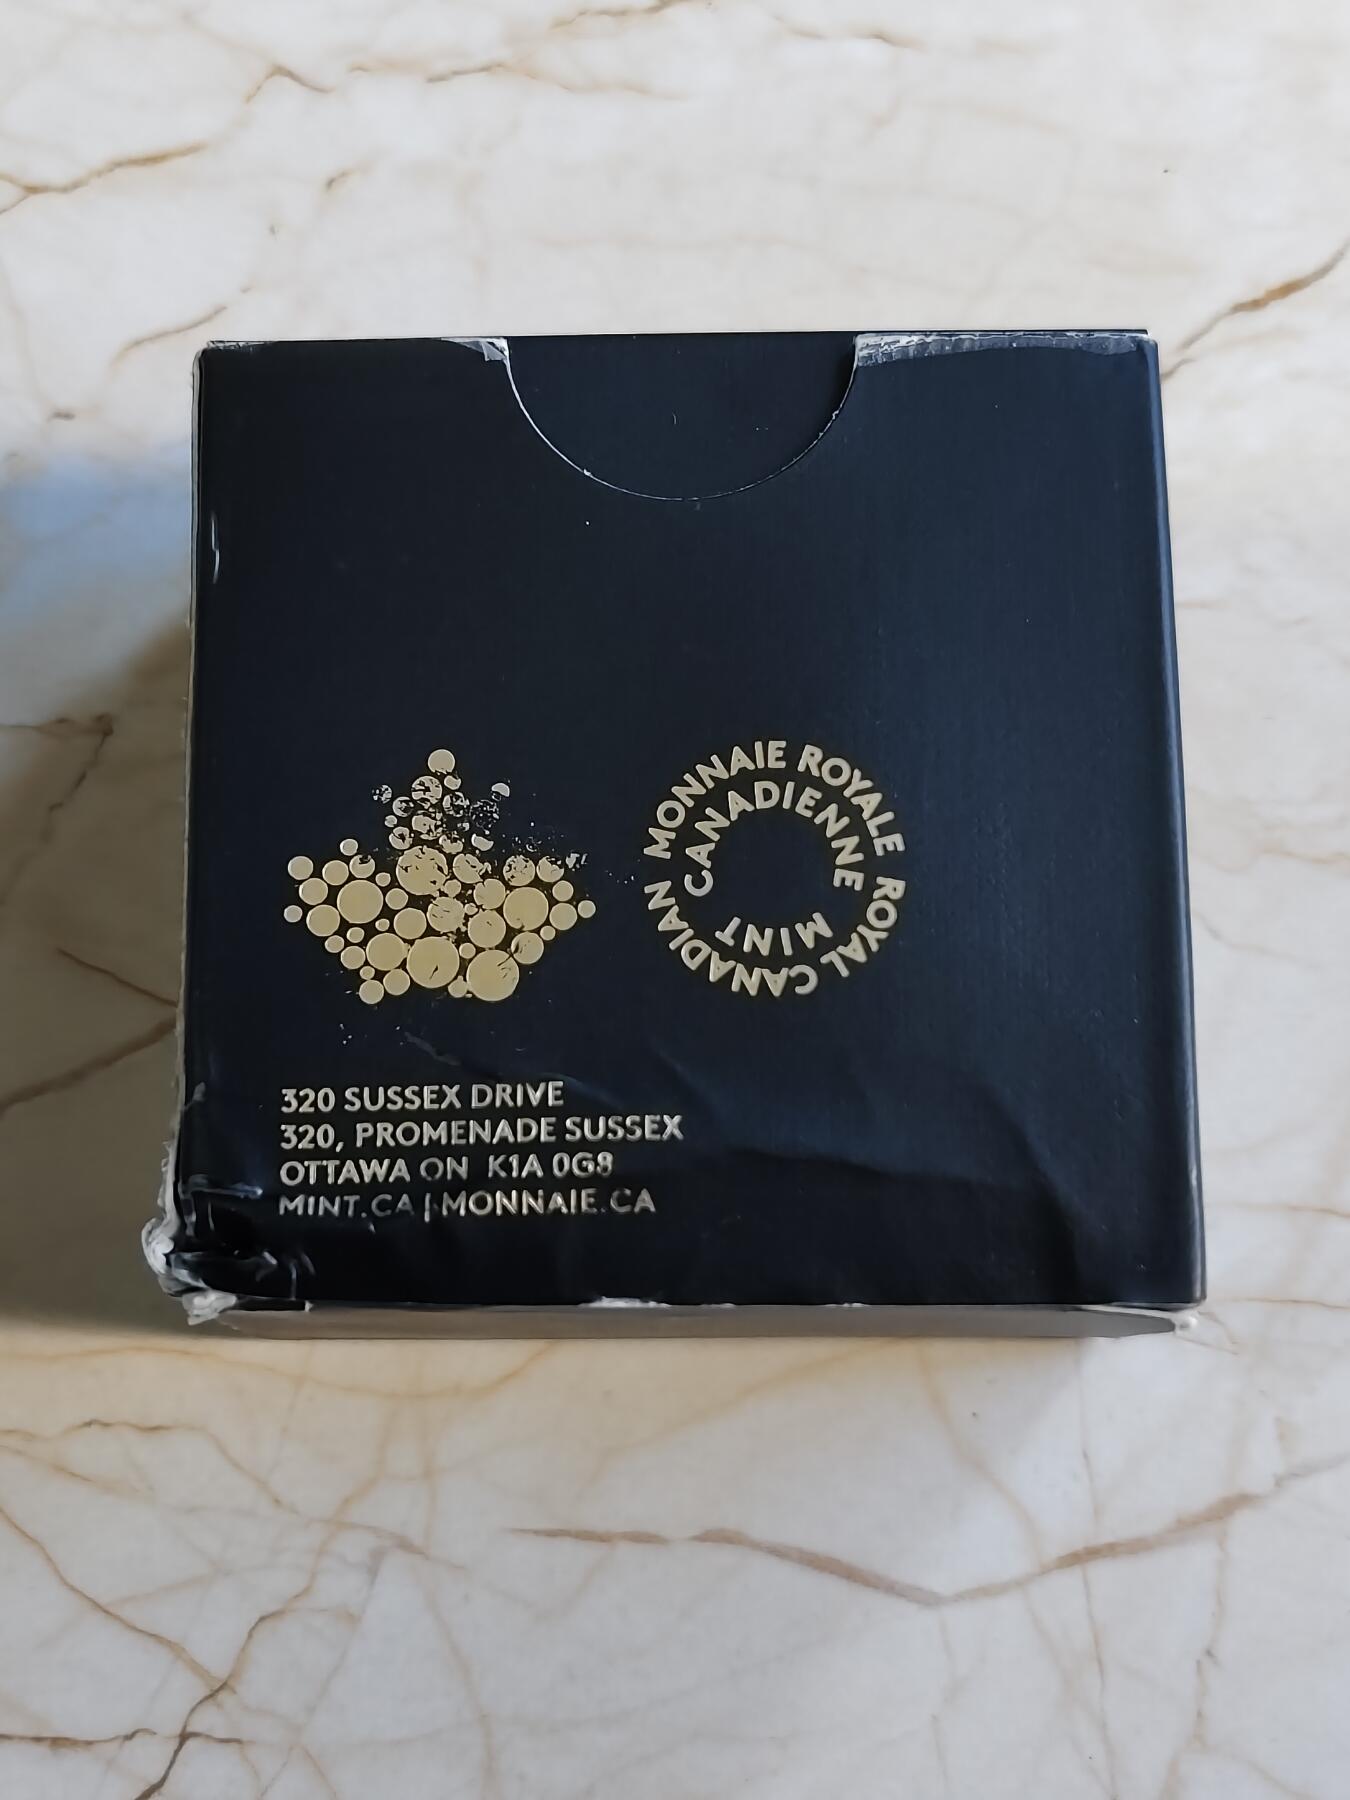 MONNAIE ROYALE
CANADIENNE
ROYAL CANADIAN
MINT
320 SUSSEX DRIVE
320, PROMENADE SUSSEX
OTTAWA ON K1A 0G8
MINT.CA | MONNAIE.CA